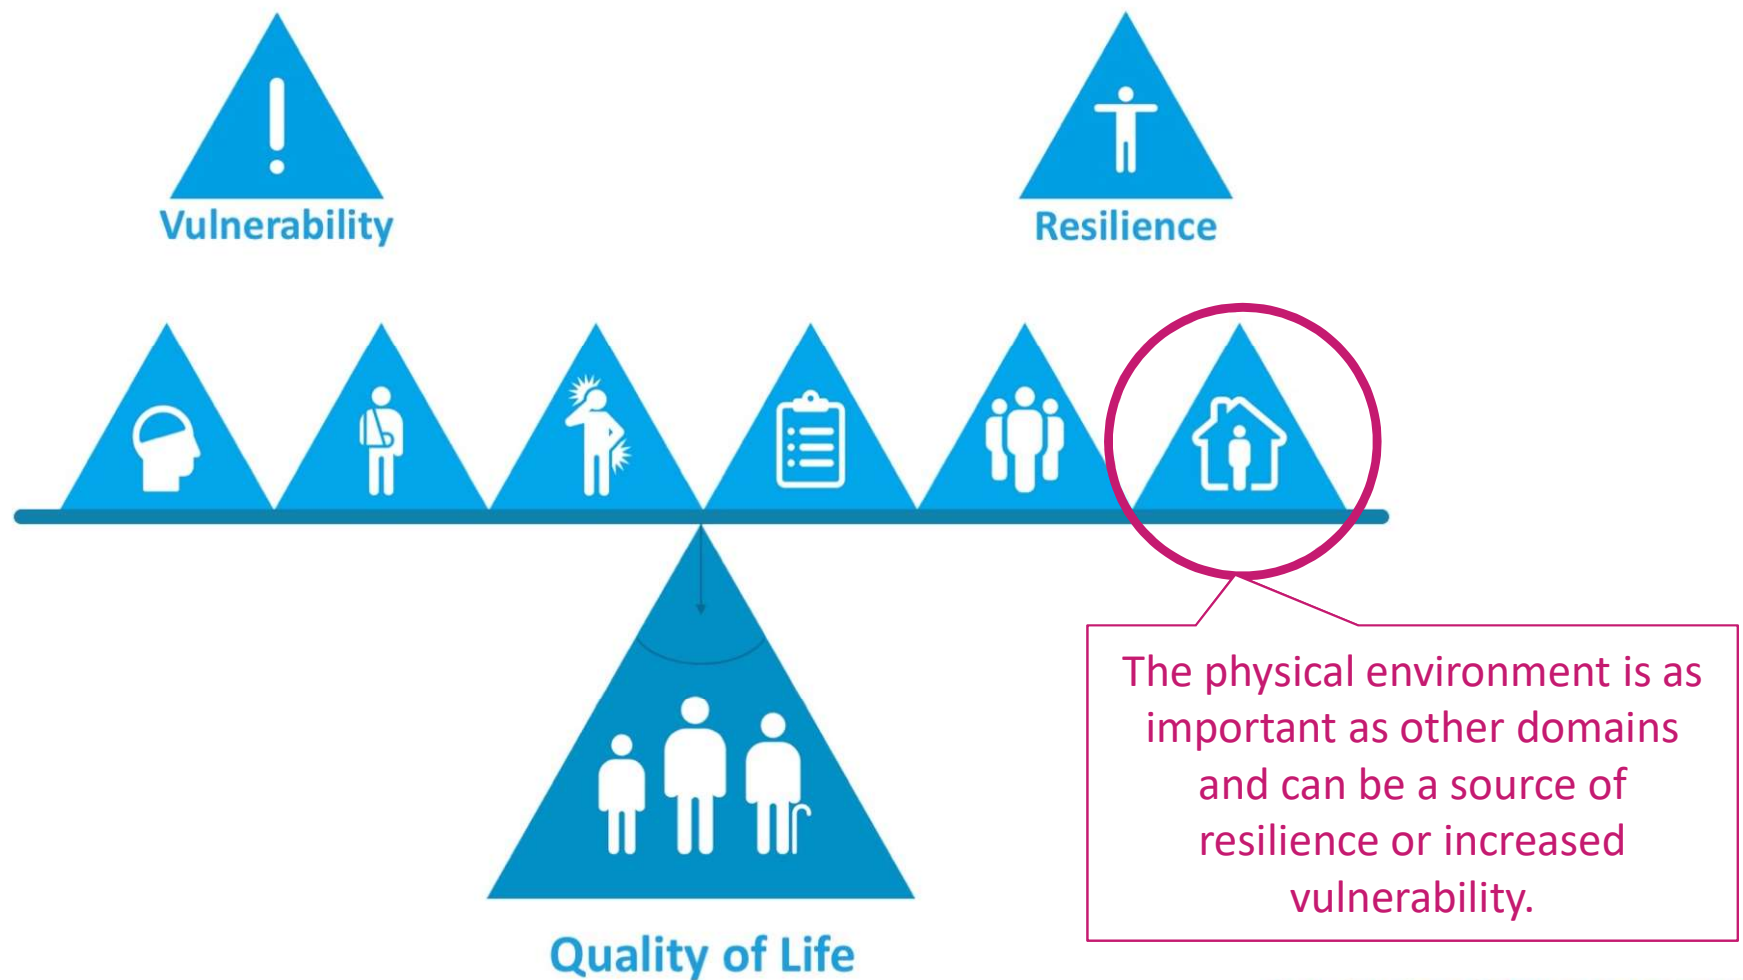 Vulnerability
Resilience
The physical environment is as
important as other domains
and can be a source of
resilience or increased
vulnerability.
Quality of Life